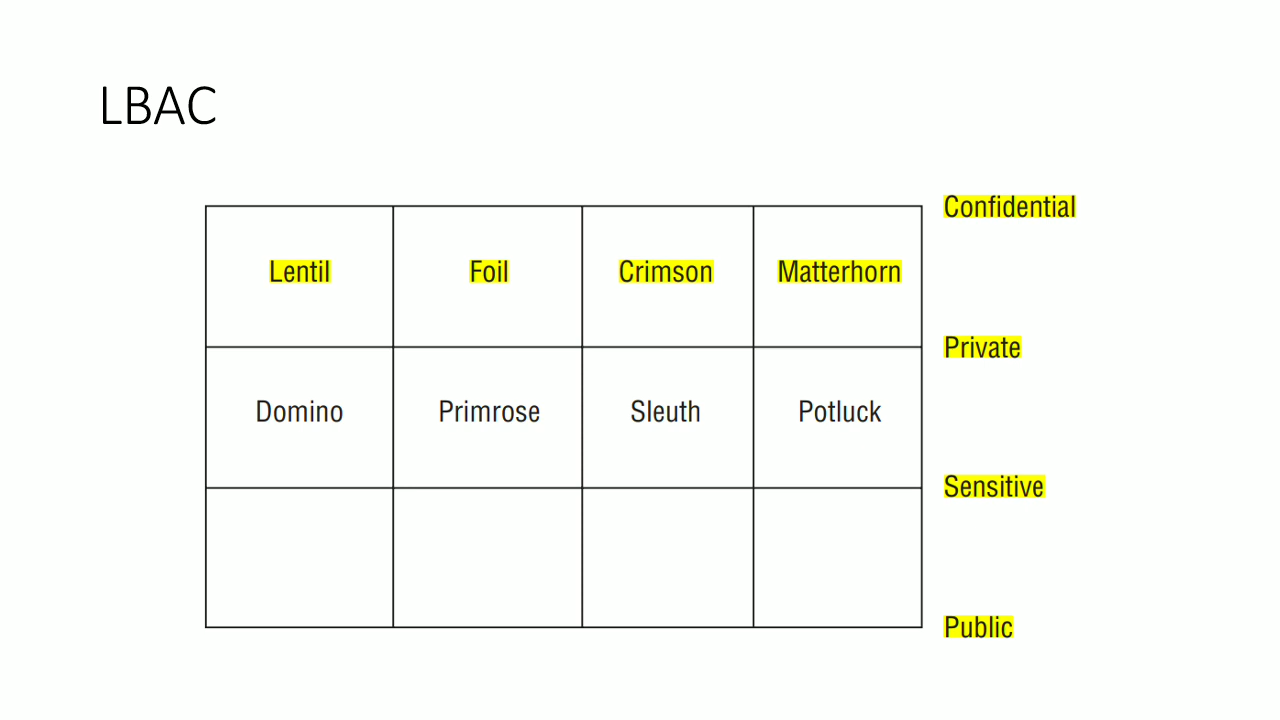 LBAC
Confidential
Lentil Foil Crimson Matterhorn
Private
Domino Primrose Sleuth Potluck
Sensitive
Public